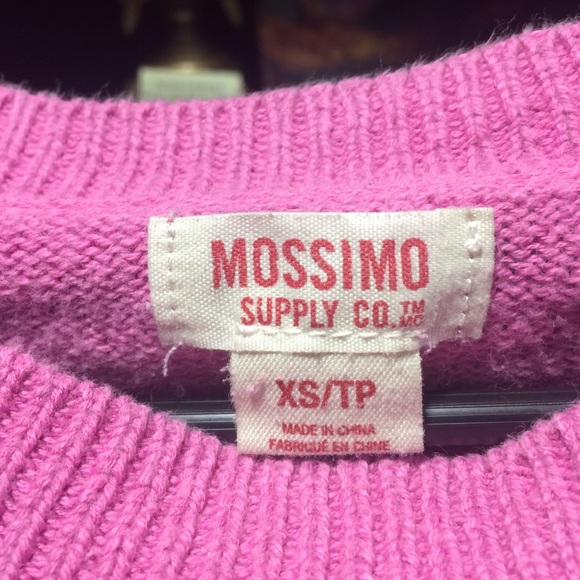 MOSSIMO
SUPPLY CO.™ MC
XS/TP
MADE IN CHINA
FABRIQUÉ EN CHINE